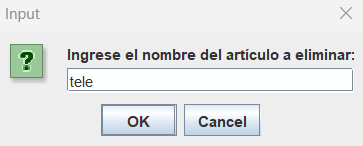 Input
Ingrese el nombre del artículo a eliminar:
tele
OK
Cancel